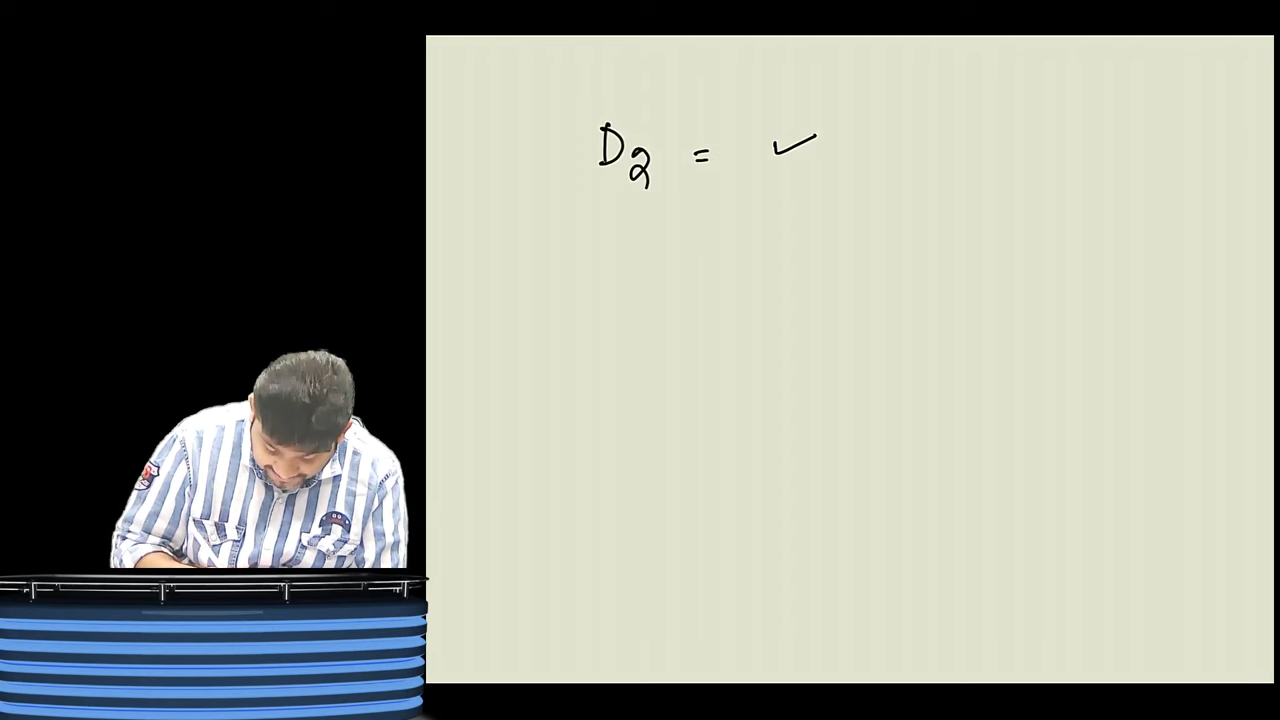 D2 = ✓